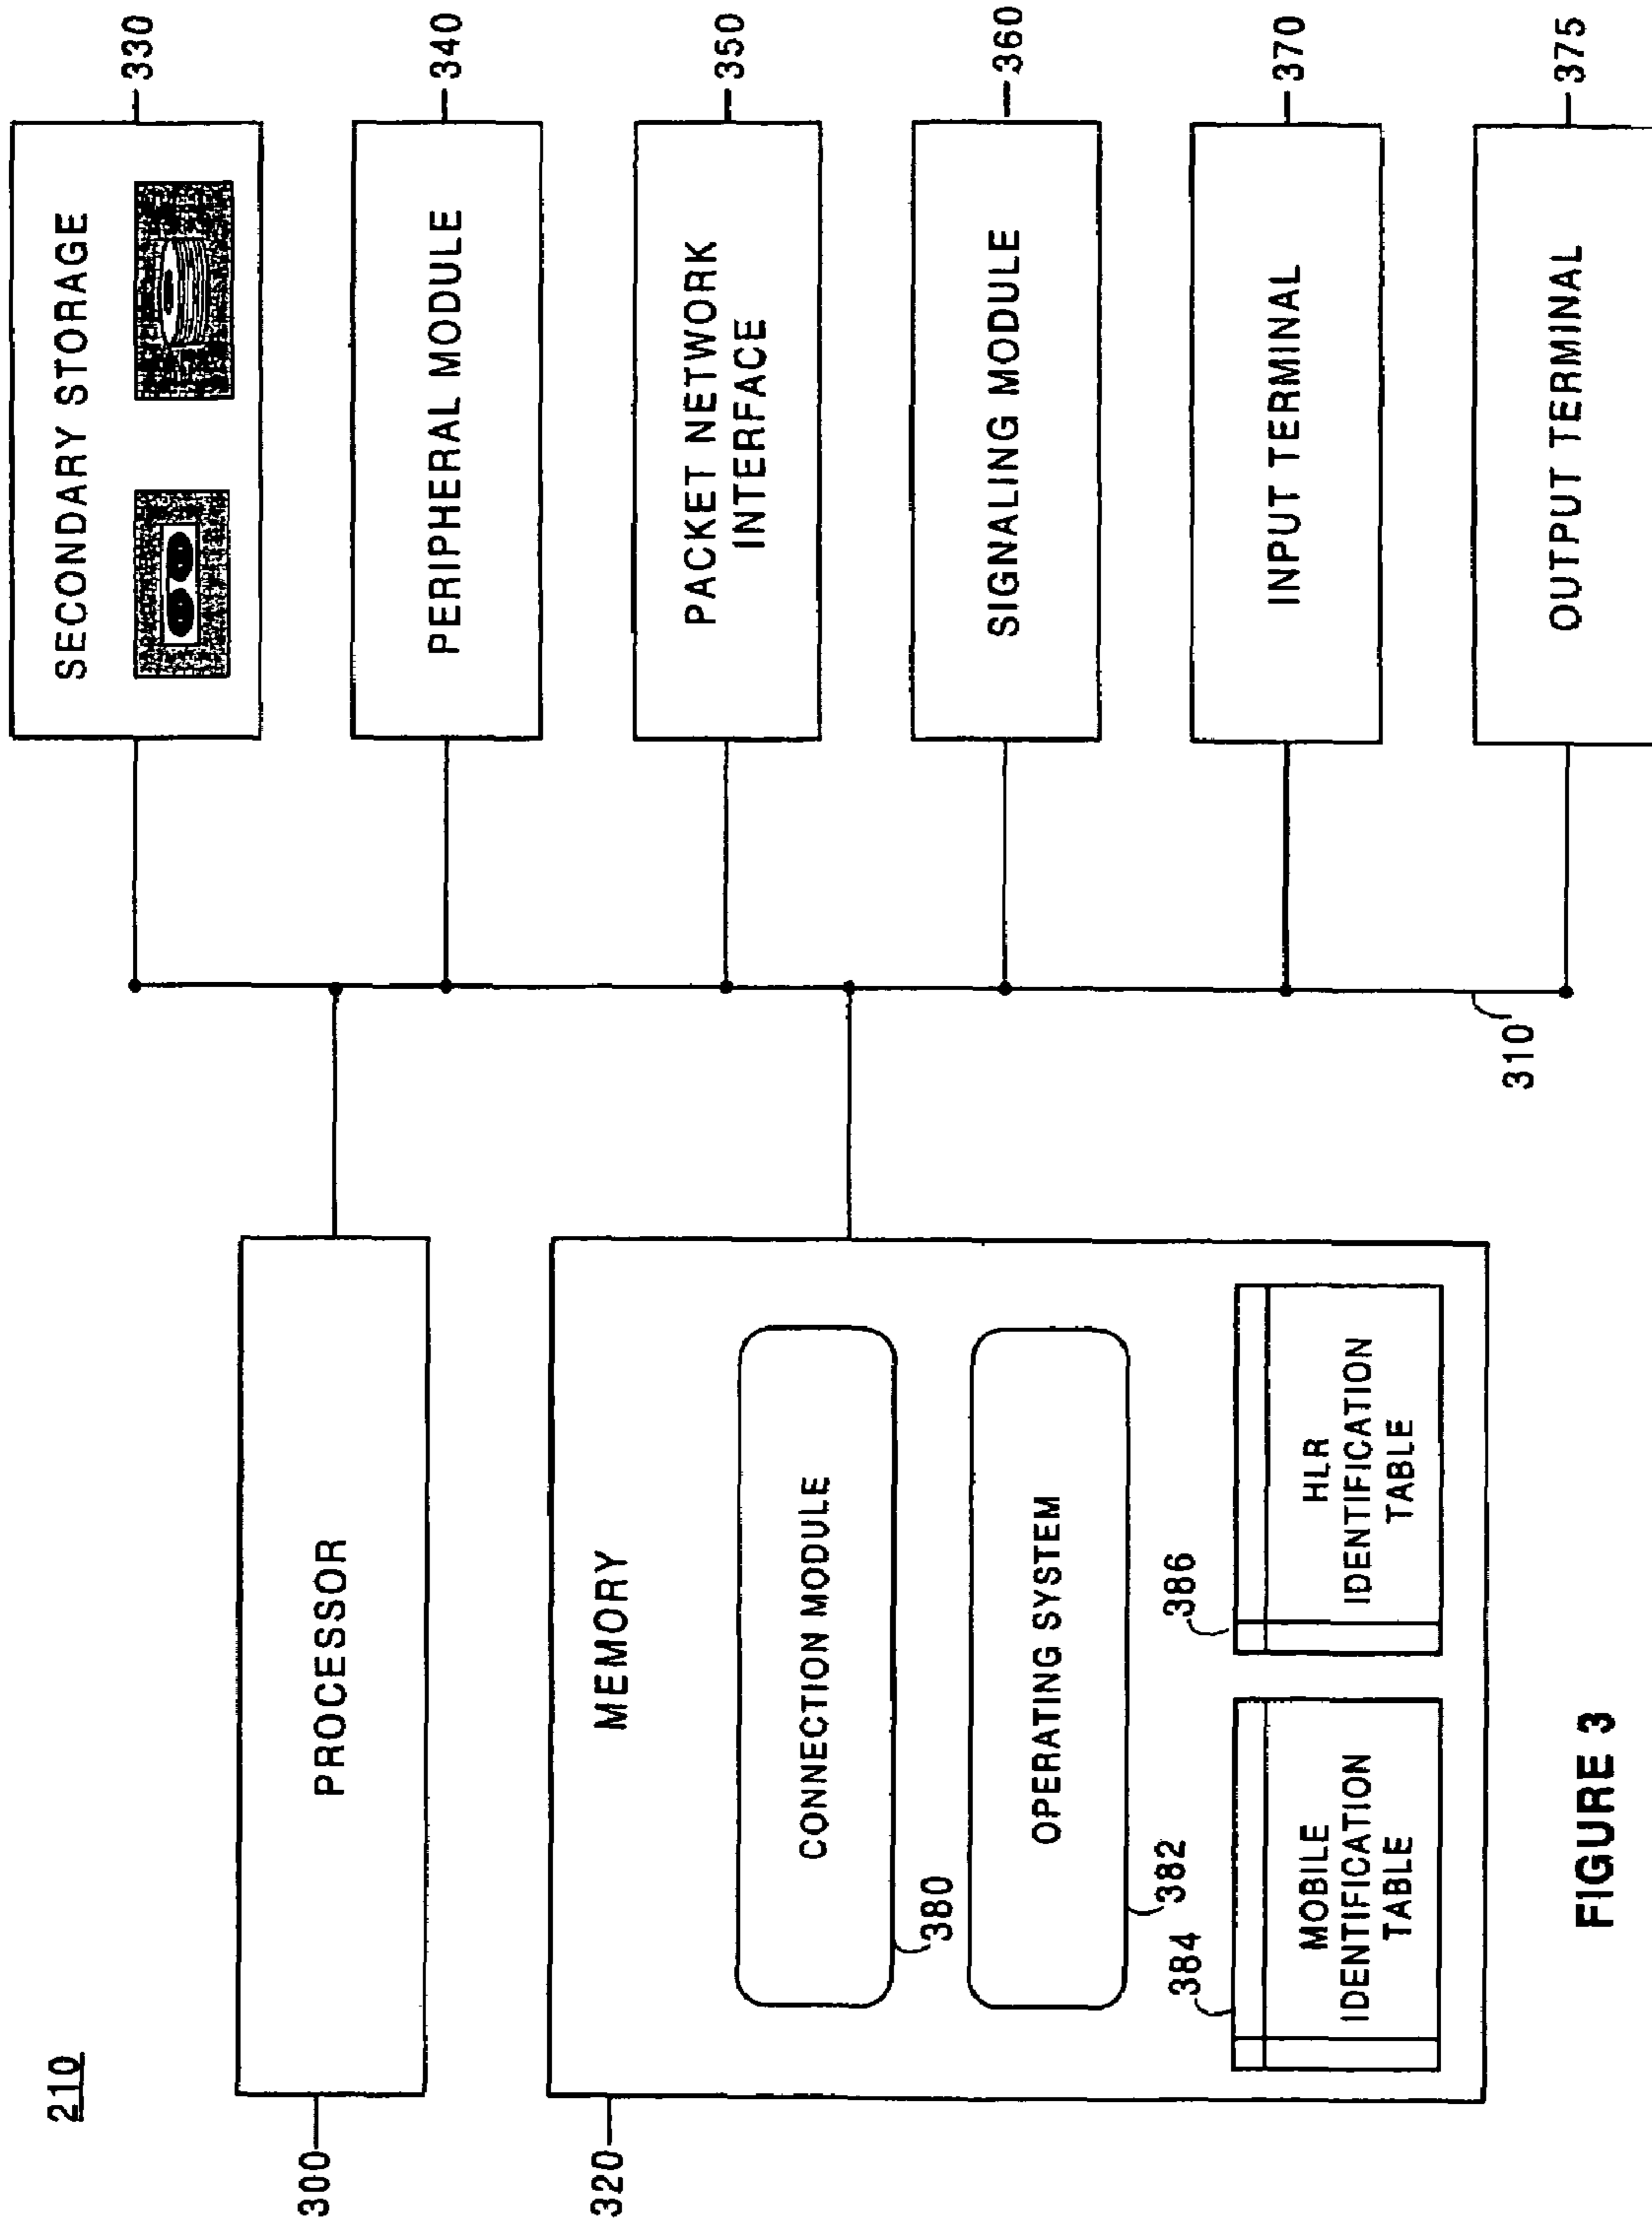 210
300
PROCESSOR
320
MEMORY
CONNECTION MODULE
380
OPERATING SYSTEM
382
384
MOBILE
IDENTIFICATION
TABLE
386
HLR
IDENTIFICATION
TABLE
310
SECONDARY STORAGE
330
PERIPHERAL MODULE
340
PACKET NETWORK
INTERFACE
350
SIGNALING MODULE
360
INPUT TERMINAL
370
OUTPUT TERMINAL
375
FIGURE 3